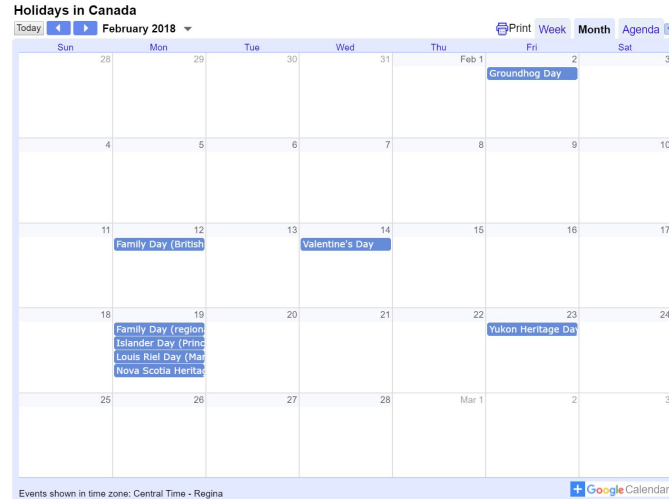 Holidays in Canada
Today February 2018 Print Week Month Agenda
Sun Mon Tue Wed Thu Fri Sat
28 29 30 31 Feb 1 2 3
Groundhog Day
4 5 6 7 8 9 10
11 12 13 14 15 16 17
Family Day (British Valentine's Day
18 19 20 21 22 23 24
Family Day (region Yukon Heritage Day
Islander Day (Princ
Louis Riel Day (Man
Nova Scotia Heritag
25 26 27 28 Mar 1 2 3
Events shown in time zone: Central Time - Regina
+ Google Calendar